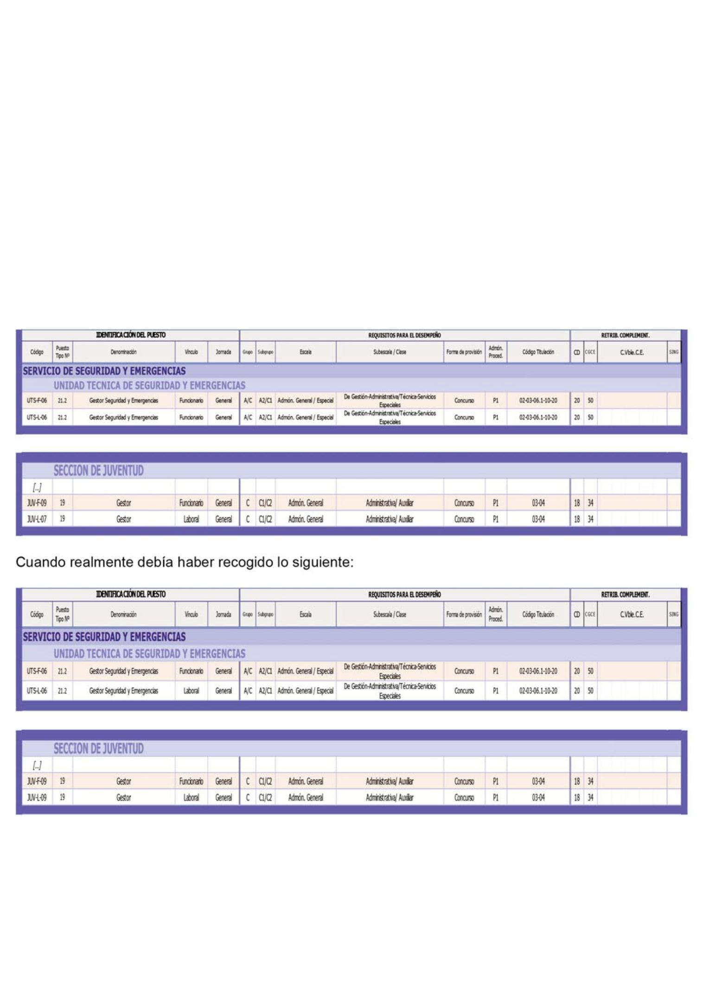 IDENTIFICACIÓN DEL PUESTO REQUISITOS PARA EL DESEMPEÑO RETRIB. COMPLEMENT.
Código Puesto Tipo Nº Denominación Vínculo Jornada Grupo Subgrupo Escala Subescala / Clase Forma de provisión Admón. Proced. Código Titulación CD CGCE C.Vble.C.E. SING
SERVICIO DE SEGURIDAD Y EMERGENCIAS
UNIDAD TECNICA DE SEGURIDAD Y EMERGENCIAS
UTS-F-06 21.2 Gestor Seguridad y Emergencias Funcionario General A/C A2/C1 Admón. General / Especial De Gestión-Administrativa/Técnica-Servicios Especiales Concurso P1 02-03-06.1-10-20 20 50
UTS-L-06 21.2 Gestor Seguridad y Emergencias Funcionario General A/C A2/C1 Admón. General / Especial De Gestión-Administrativa/Técnica-Servicios Especiales Concurso P1 02-03-06.1-10-20 20 50
SECCION DE JUVENTUD
[...]
JUV-F-09 19 Gestor Funcionario General C C1/C2 Admón. General Administrativa/ Auxiliar Concurso P1 03-04 18 34
JUV-L-07 19 Gestor Laboral General C C1/C2 Admón. General Administrativa/ Auxiliar Concurso P1 03-04 18 34
Cuando realmente debía haber recogido lo siguiente:
IDENTIFICACIÓN DEL PUESTO REQUISITOS PARA EL DESEMPEÑO RETRIB. COMPLEMENT.
Código Puesto Tipo Nº Denominación Vínculo Jornada Grupo Subgrupo Escala Subescala / Clase Forma de provisión Admón. Proced. Código Titulación CD CGCE C.Vble.C.E. SING
SERVICIO DE SEGURIDAD Y EMERGENCIAS
UNIDAD TECNICA DE SEGURIDAD Y EMERGENCIAS
UTS-F-06 21.2 Gestor Seguridad y Emergencias Funcionario General A/C A2/C1 Admón. General / Especial De Gestión-Administrativa/Técnica-Servicios Especiales Concurso P1 02-03-06.1-10-20 20 50
UTS-L-06 21.2 Gestor Seguridad y Emergencias Laboral General A/C A2/C1 Admón. General / Especial De Gestión-Administrativa/Técnica-Servicios Especiales Concurso P1 02-03-06.1-10-20 20 50
SECCION DE JUVENTUD
[...]
JUV-F-09 19 Gestor Funcionario General C C1/C2 Admón. General Administrativa/ Auxiliar Concurso P1 03-04 18 34
JUV-L-09 19 Gestor Laboral General C C1/C2 Admón. General Administrativa/ Auxiliar Concurso P1 03-04 18 34